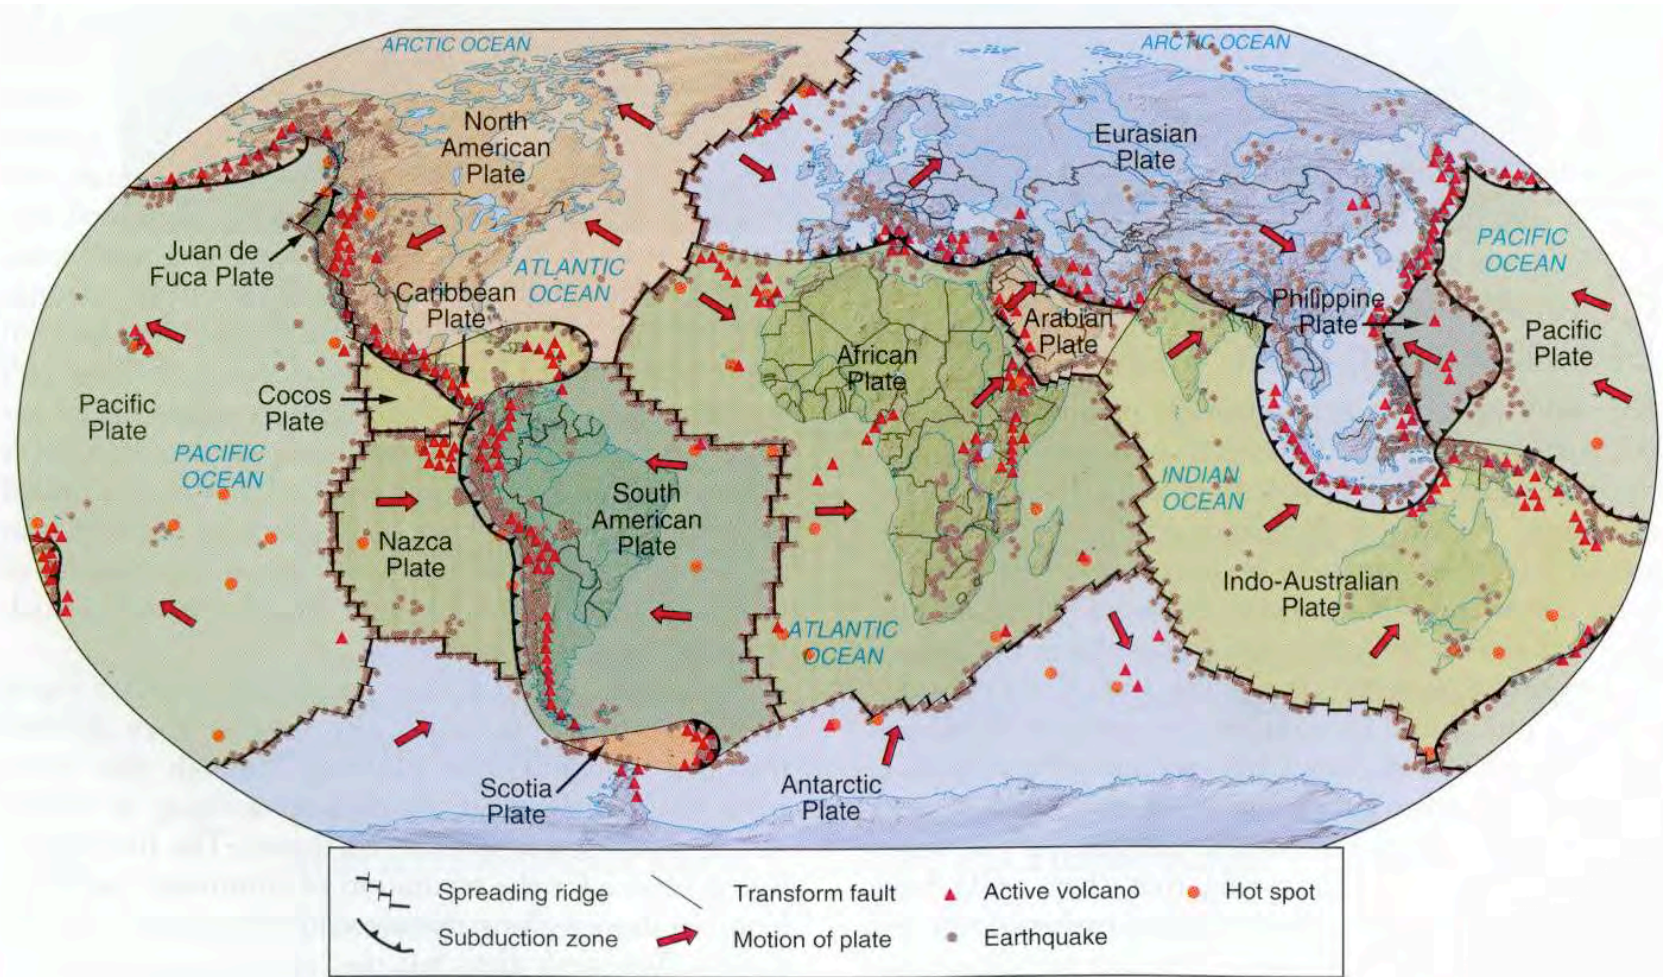 ARCTIC OCEAN
ARCTIC OCEAN
North
American
Plate
Eurasian
Plate
Juan de
Fuca Plate
ATLANTIC
OCEAN
Caribbean
Plate
PACIFIC
OCEAN
Philippine
Plate
Arabian
Plate
Pacific
Plate
African
Plate
Cocos
Plate
Pacific
Plate
PACIFIC
OCEAN
INDIAN
OCEAN
South
American
Plate
Nazca
Plate
Indo-Australian
Plate
ATLANTIC
OCEAN
Scotia
Plate
Antarctic
Plate
Spreading ridge
Transform fault
Active volcano
Hot spot
Subduction zone
Motion of plate
Earthquake